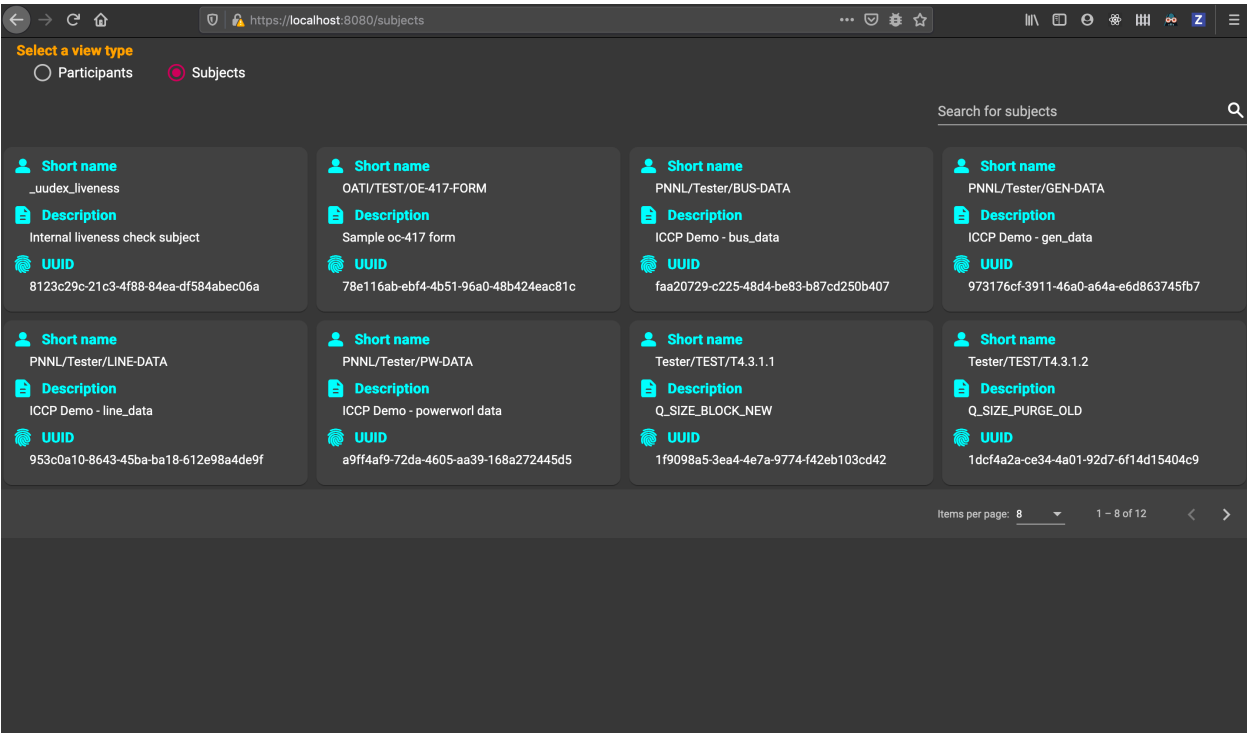 https://localhost:8080/subjects
Z
Select a view type
Participants
Subjects
Search for subjects
Short name
_uudex_liveness
Description
Internal liveness check subject
UUID
8123c29c-21c3-4f88-84ea-df584abec06a
Short name
OATI/TEST/OE-417-FORM
Description
Sample oc-417 form
UUID
78e116ab-ebf4-4b51-96a0-48b424eac81c
Short name
PNNL/Tester/BUS-DATA
Description
ICCP Demo - bus_data
UUID
faa20729-c225-48d4-be83-b87cd250b407
Short name
PNNL/Tester/GEN-DATA
Description
ICCP Demo - gen_data
UUID
973176cf-3911-46a0-a64a-e6d863745fb7
Short name
PNNL/Tester/LINE-DATA
Description
ICCP Demo - line_data
UUID
953c0a10-8643-45ba-ba18-612e98a4de9f
Short name
PNNL/Tester/PW-DATA
Description
ICCP Demo - powerworl data
UUID
a9ff4af9-72da-4605-aa39-168a272445d5
Short name
Tester/TEST/T4.3.1.1
Description
Q_SIZE_BLOCK_NEW
UUID
1f9098a5-3ea4-4e7a-9774-f42eb103cd42
Short name
Tester/TEST/T4.3.1.2
Description
Q_SIZE_PURGE_OLD
UUID
1dcf4a2a-ce34-4a01-92d7-6f14d15404c9
Items per page: 8
1 – 8 of 12